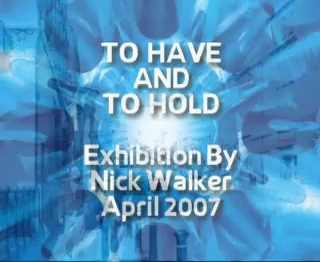 TO HAVE
AND
TO HOLD
Exhibition By
Nick Walker
April 2007